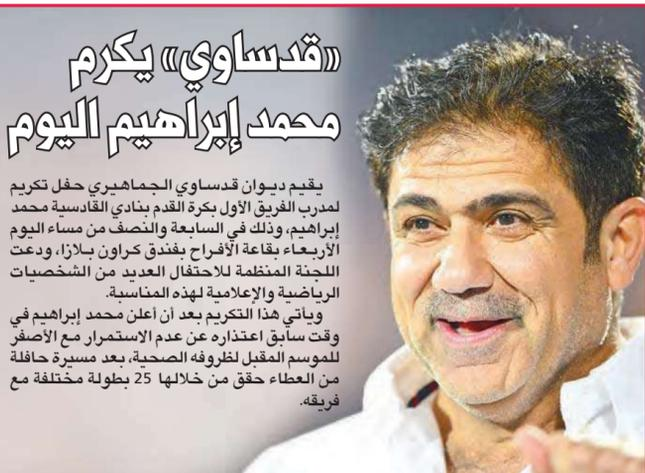 «قدساوي» يكرم
محمد إبراهيم اليوم
يقيم ديوان قدساوي الجماهيري حفل تكريم
لمدرب الفريق الأول بكرة القدم بنادي القادسية محمد
إبراهيم، وذلك في السابعة والنصف من مساء اليوم
الأربعاء بقاعة الأفراح بفندق كراون بلازا، ودعت
اللجنة المنظمة للاحتفال العديد من الشخصيات
الرياضية والإعلامية لهذه المناسبة.
ويأتي هذا التكريم بعد أن أعلن محمد إبراهيم في
وقت سابق اعتذاره عن عدم الاستمرار مع الأصفر
للموسم المقبل لظروفه الصحية، بعد مسيرة حافلة
من العطاء حقق من خلالها 25 بطولة مختلفة مع
فريقه.